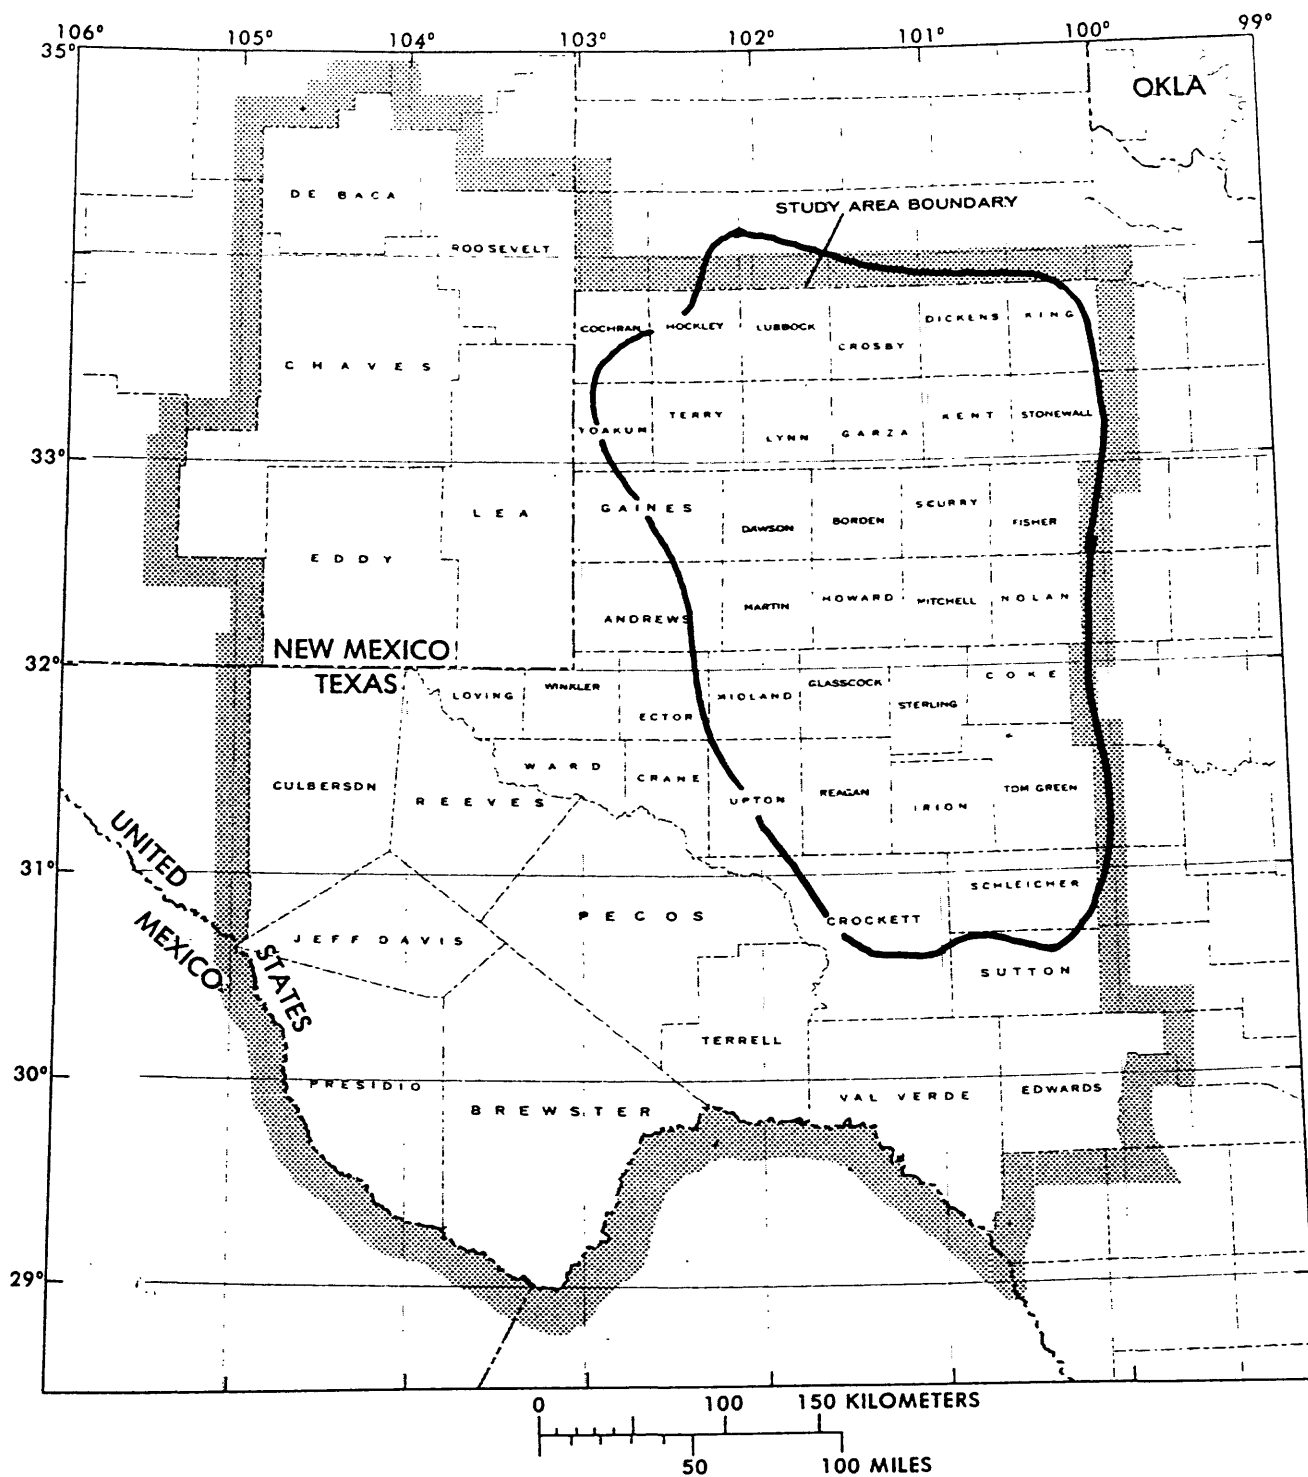 106° 105° 104° 103° 102° 101° 100° 99°
35°
OKLA
DE BACA
STUDY AREA BOUNDARY
ROOSEVELT
COCHRAN HOCKLEY LUBBOCK CROSBY DICKENS KING
CHAVES
YOAKUM TERRY LYNN GARZA KENT STONEWALL
33°
LEA GAINES DAWSON BORDEN SCURRY FISHER
EDDY
ANDREWS MARTIN HOWARD MITCHELL NOLAN
32°
NEW MEXICO
TEXAS
LOVING WINKLER ECTOR MIDLAND GLASSCOCK STERLING COKE
CULBERSON REEVES WARD CRANE UPTON REAGAN IRION TOM GREEN
31°
UNITED
STATES
MEXICO
JEFF DAVIS PECOS CROCKETT SCHLEICHER
SUTTON
TERRELL
30°
PRESIDIO BREWSTER VAL VERDE EDWARDS
29°
0 100 150 KILOMETERS
50 100 MILES